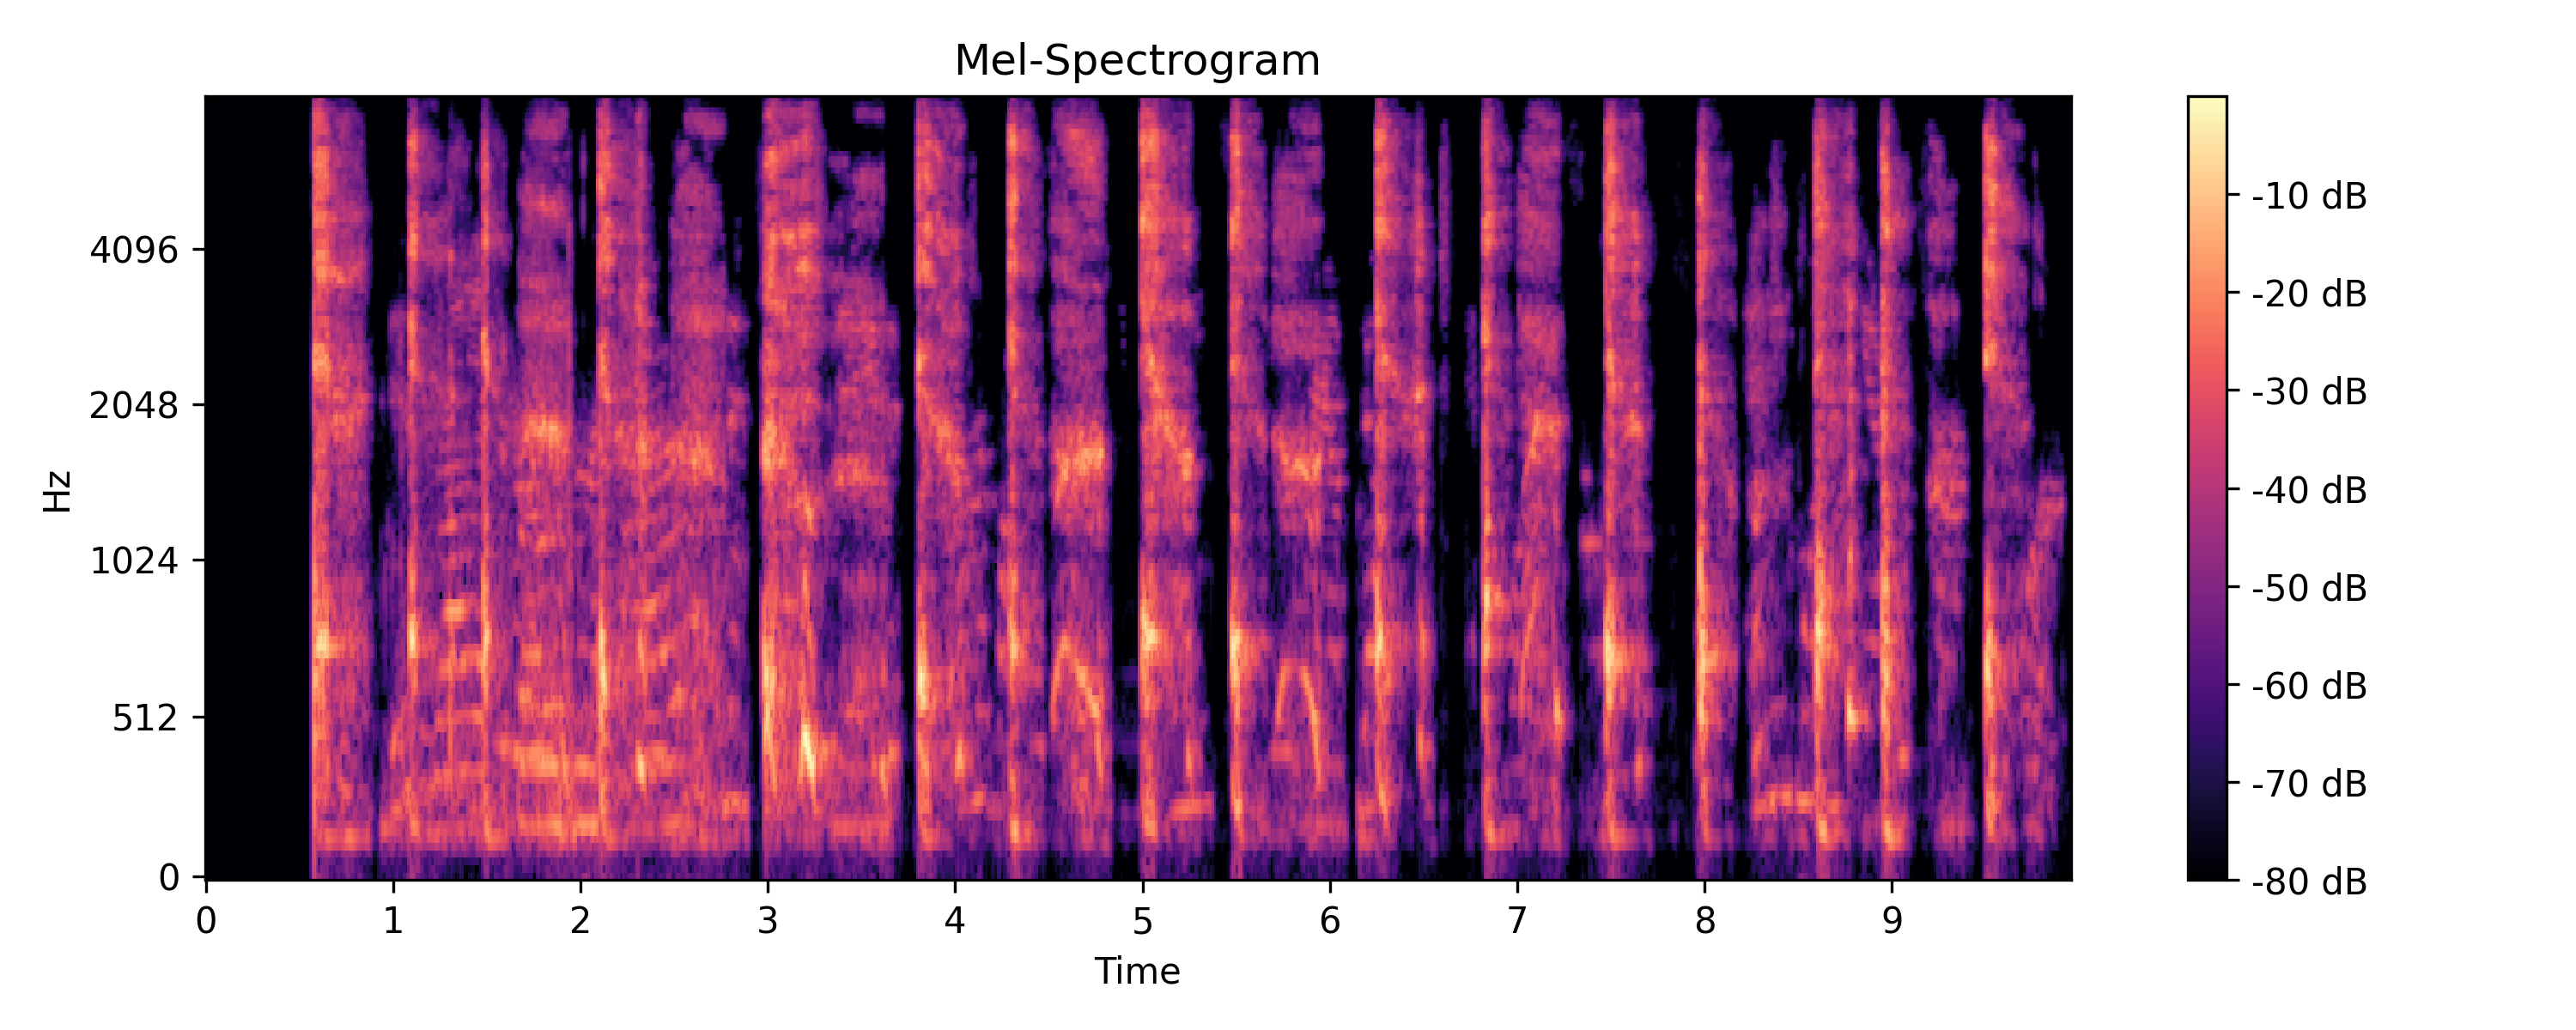 Mel-Spectrogram
Hz
4096
2048
1024
512
0
0 1 2 3 4 5 6 7 8 9
Time
-10 dB
-20 dB
-30 dB
-40 dB
-50 dB
-60 dB
-70 dB
-80 dB